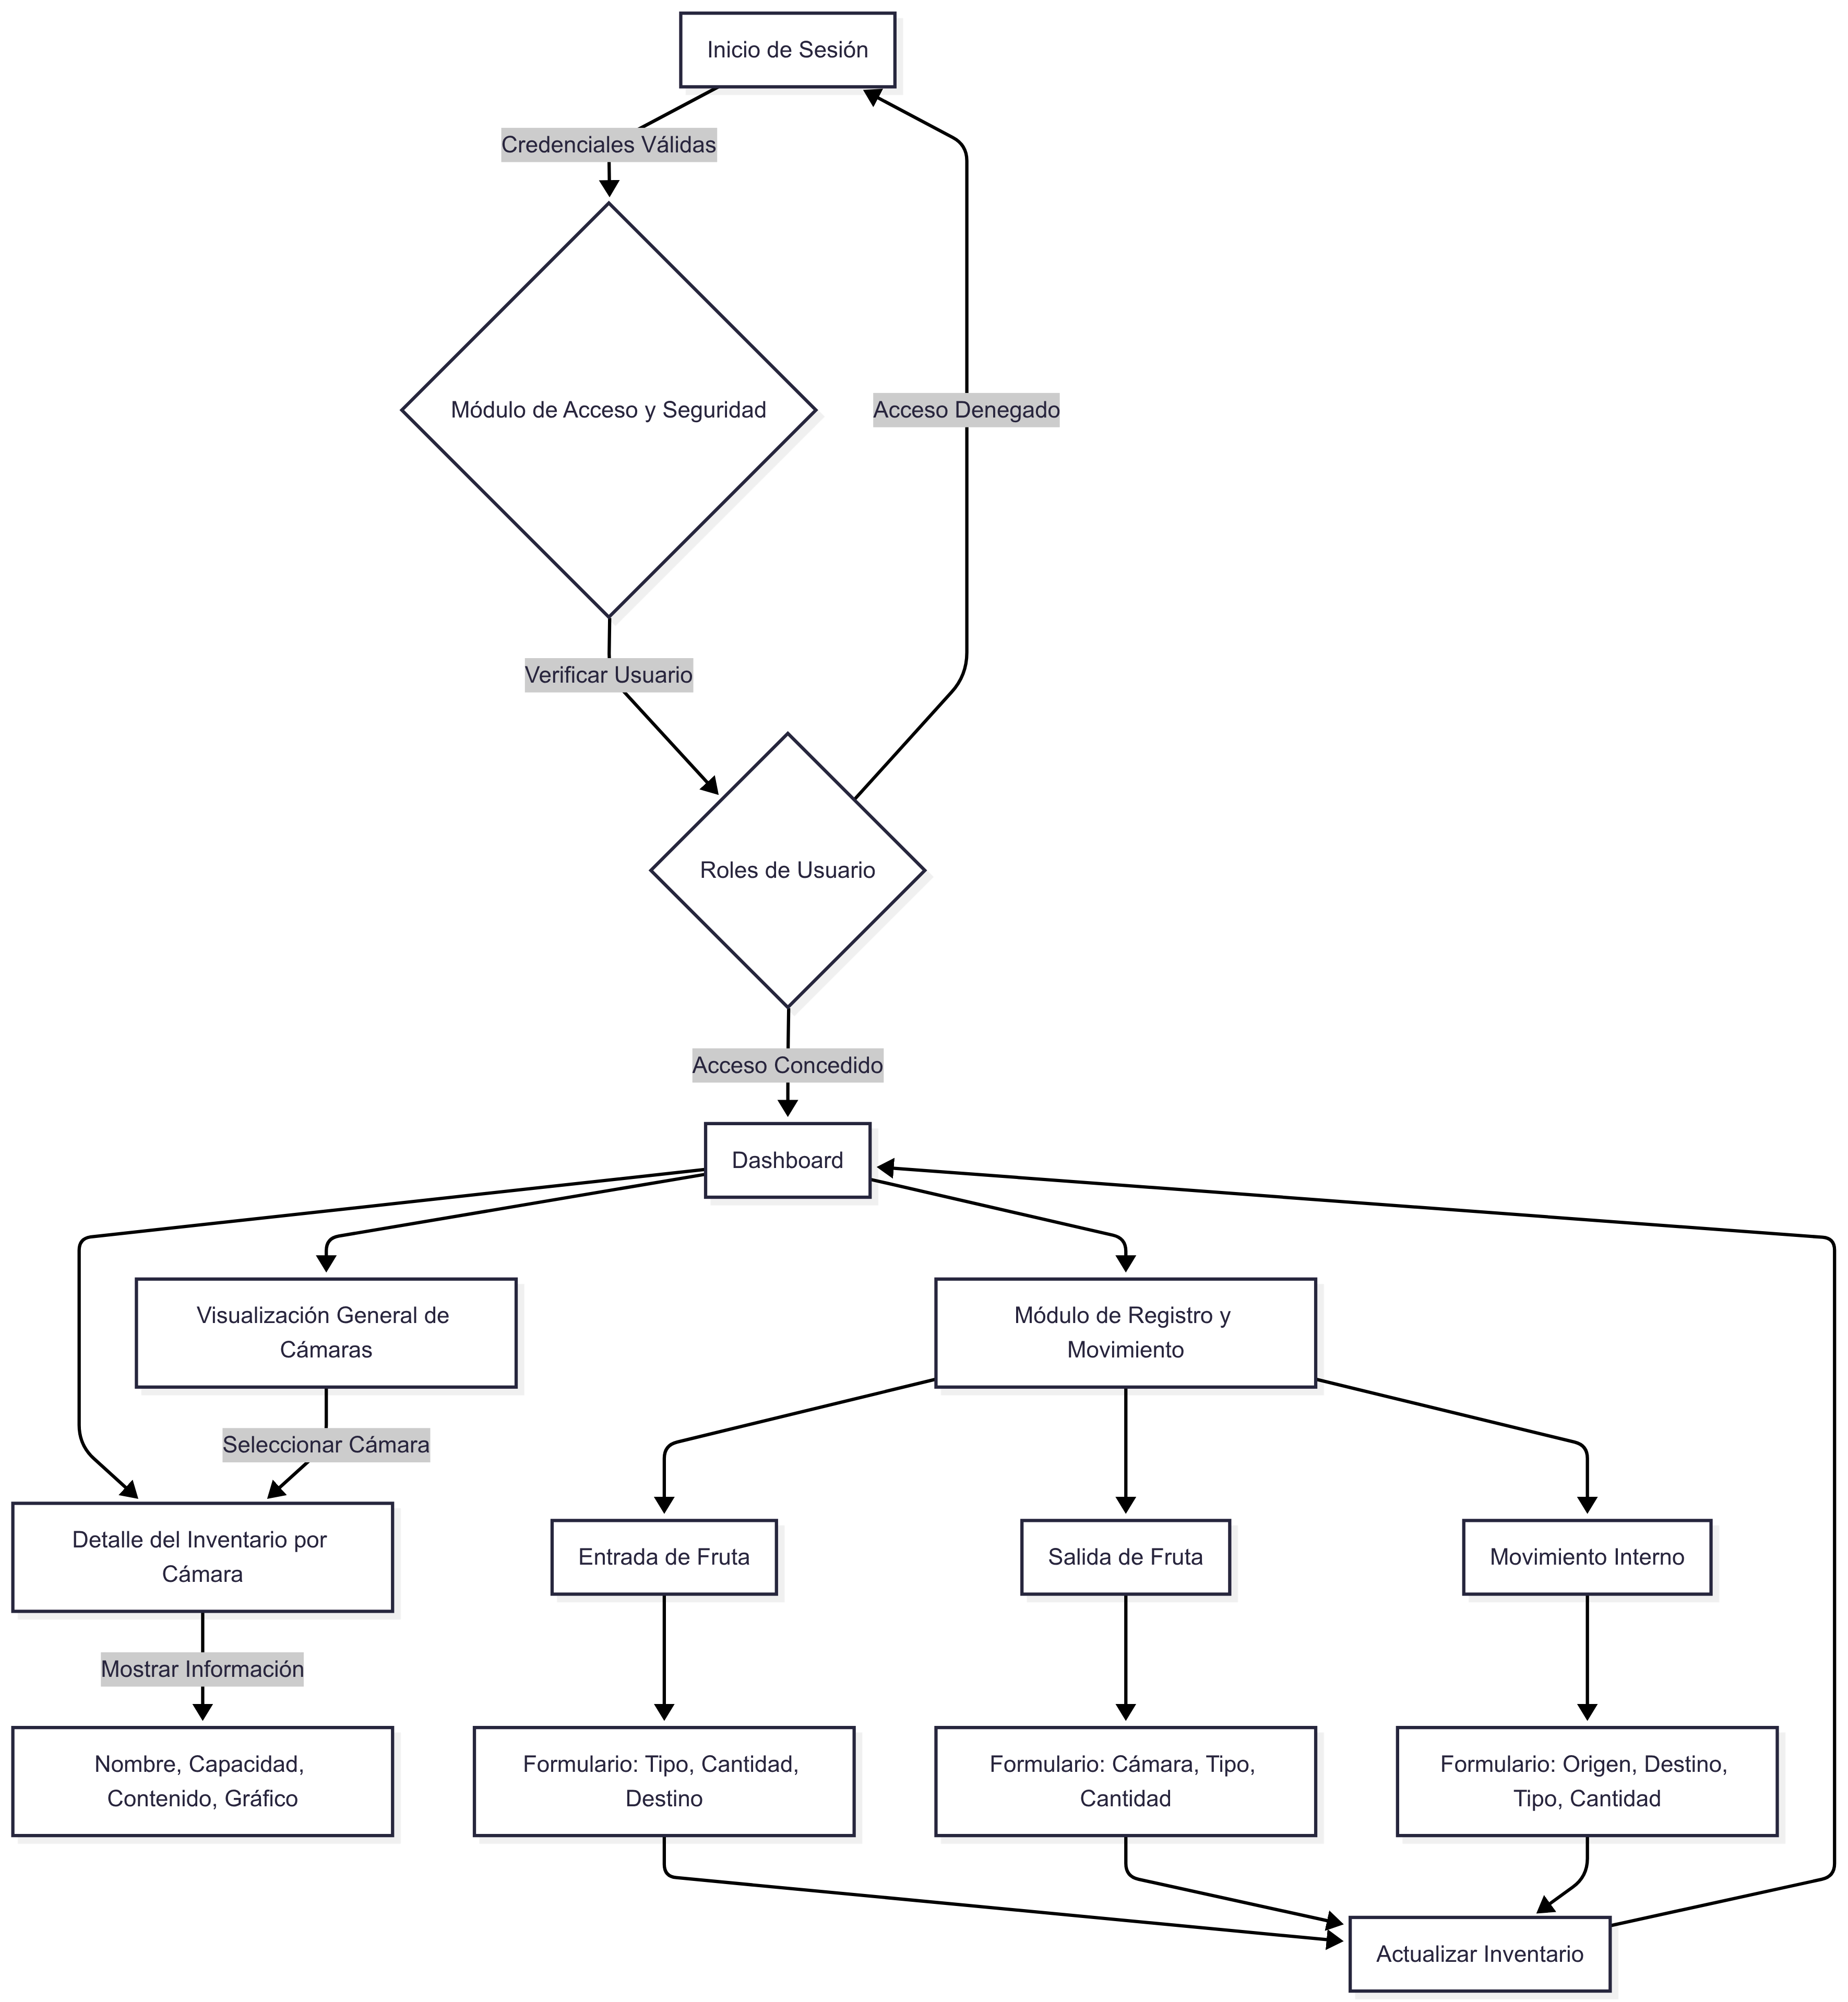 Inicio de Sesión
Credenciales Válidas
Módulo de Acceso y Seguridad
Acceso Denegado
Verificar Usuario
Roles de Usuario
Acceso Concedido
Dashboard
Visualización General de
Cámaras
Módulo de Registro y
Movimiento
Seleccionar Cámara
Detalle del Inventario por
Cámara
Entrada de Fruta
Salida de Fruta
Movimiento Interno
Mostrar Información
Nombre, Capacidad,
Contenido, Gráfico
Formulario: Tipo, Cantidad,
Destino
Formulario: Cámara, Tipo,
Cantidad
Formulario: Origen, Destino,
Tipo, Cantidad
Actualizar Inventario